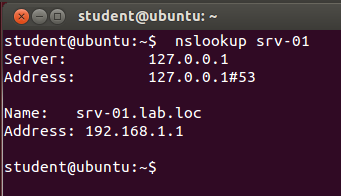 student@ubuntu: ~
student@ubuntu:~$  nslookup srv-01
Server:         127.0.0.1
Address:        127.0.0.1#53

Name:   srv-01.lab.loc
Address: 192.168.1.1

student@ubuntu:~$